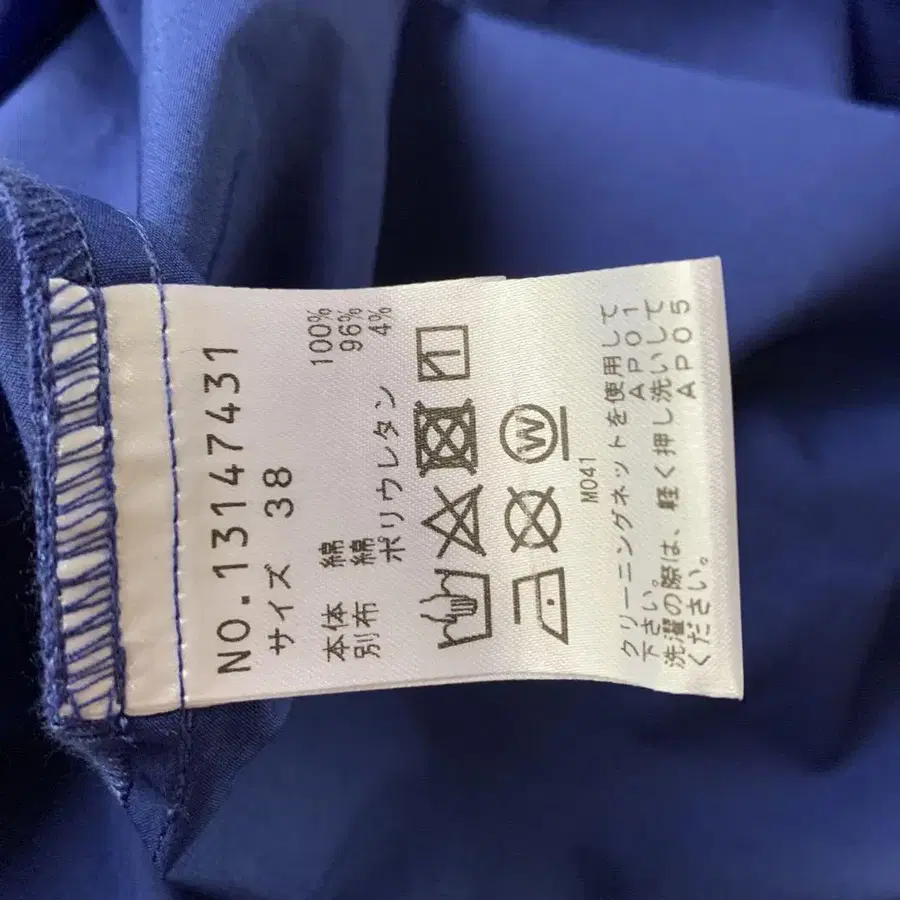 NO.13147431
サイズ 38
本体 綿 100%
別布 綿 96%
ポリウレタン 4%
W
M041
クリーニングネットを使用して
下さい。 AP01
洗濯の際は、軽く押し洗いして
ください。 AP05